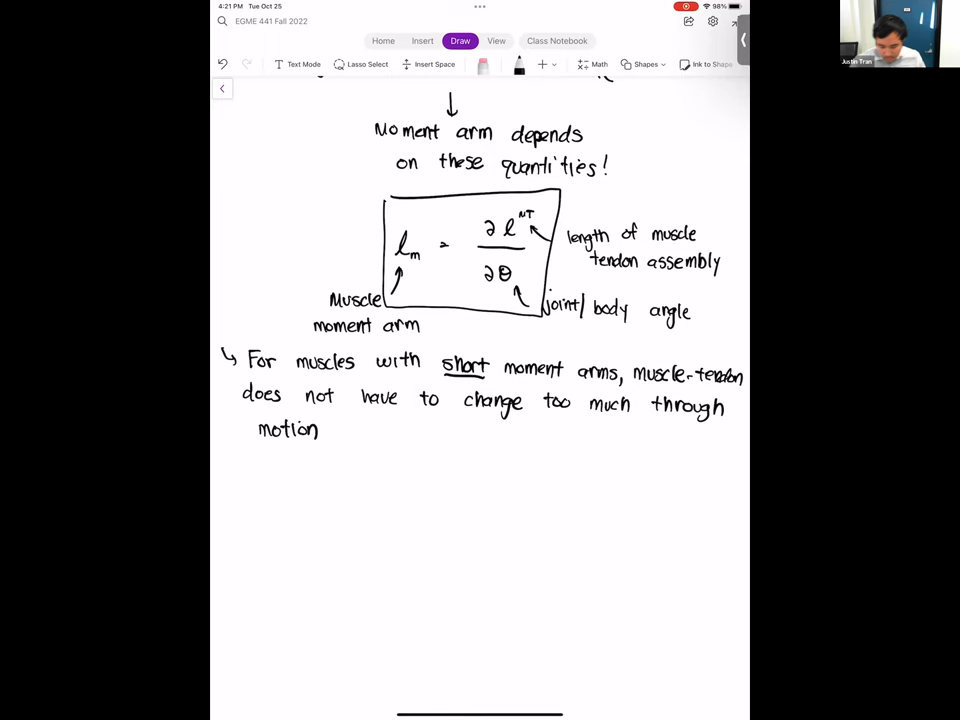 4:21 PM Tue Oct 25
98%
EGME 441 Fall 2022
Home Insert Draw View Class Notebook
Text Mode Lasso Select Insert Space Math Shapes Ink to Shape
Justin Tran
Moment arm depends
on these quantities!
lₘ = ∂l^MT / ∂θ
length of muscle
tendon assembly
Muscle
moment arm
joint/body angle
↳ For muscles with short moment arms, muscle-tendon
does not have to change too much through
motion